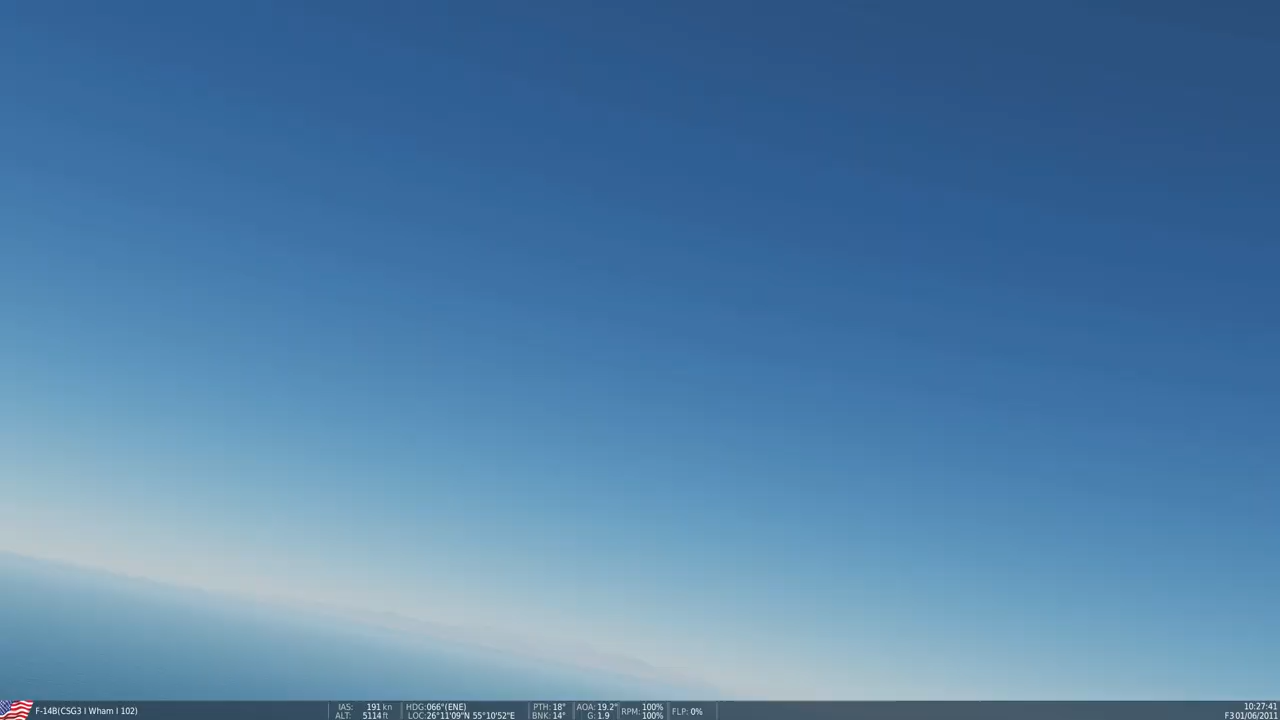 F-14B(CSG3 I Wham I 102)
IAS: 191 kn
ALT: 5114 ft
HDG:066°(ENE)
LOC:26°11'09"N 55°10'52"E
PTH: 18°
BNK: 14°
AOA: 19.2°
G: 1.9
RPM: 100%
100%
FLP: 0%
10:27:41
F3 01/06/2011